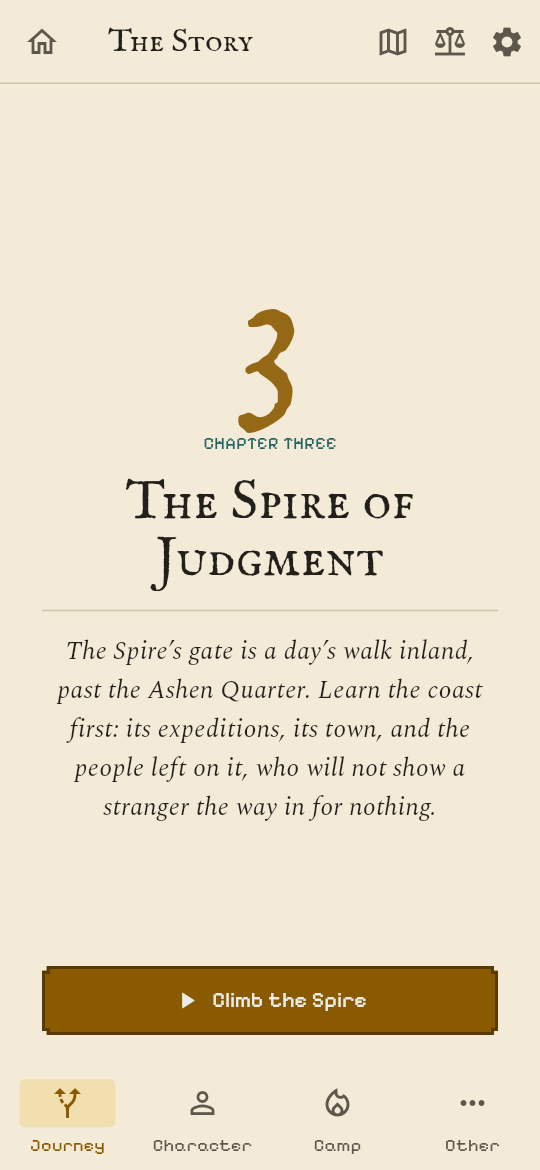 The Story
3
CHAPTER THREE
The Spire of
Judgment
The Spire’s gate is a day’s walk inland,
past the Ashen Quarter. Learn the coast
first: its expeditions, its town, and the
people left on it, who will not show a
stranger the way in for nothing.
Climb the Spire
Journey
Character
Camp
Other